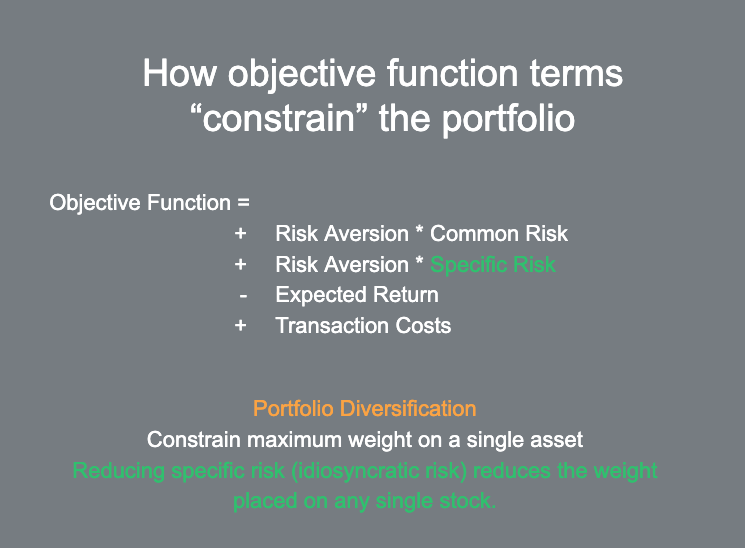 How objective function terms
“constrain” the portfolio
Objective Function =
+ Risk Aversion * Common Risk
+ Risk Aversion * Specific Risk
- Expected Return
+ Transaction Costs
Portfolio Diversification
Constrain maximum weight on a single asset
Reducing specific risk (idiosyncratic risk) reduces the weight
placed on any single stock.